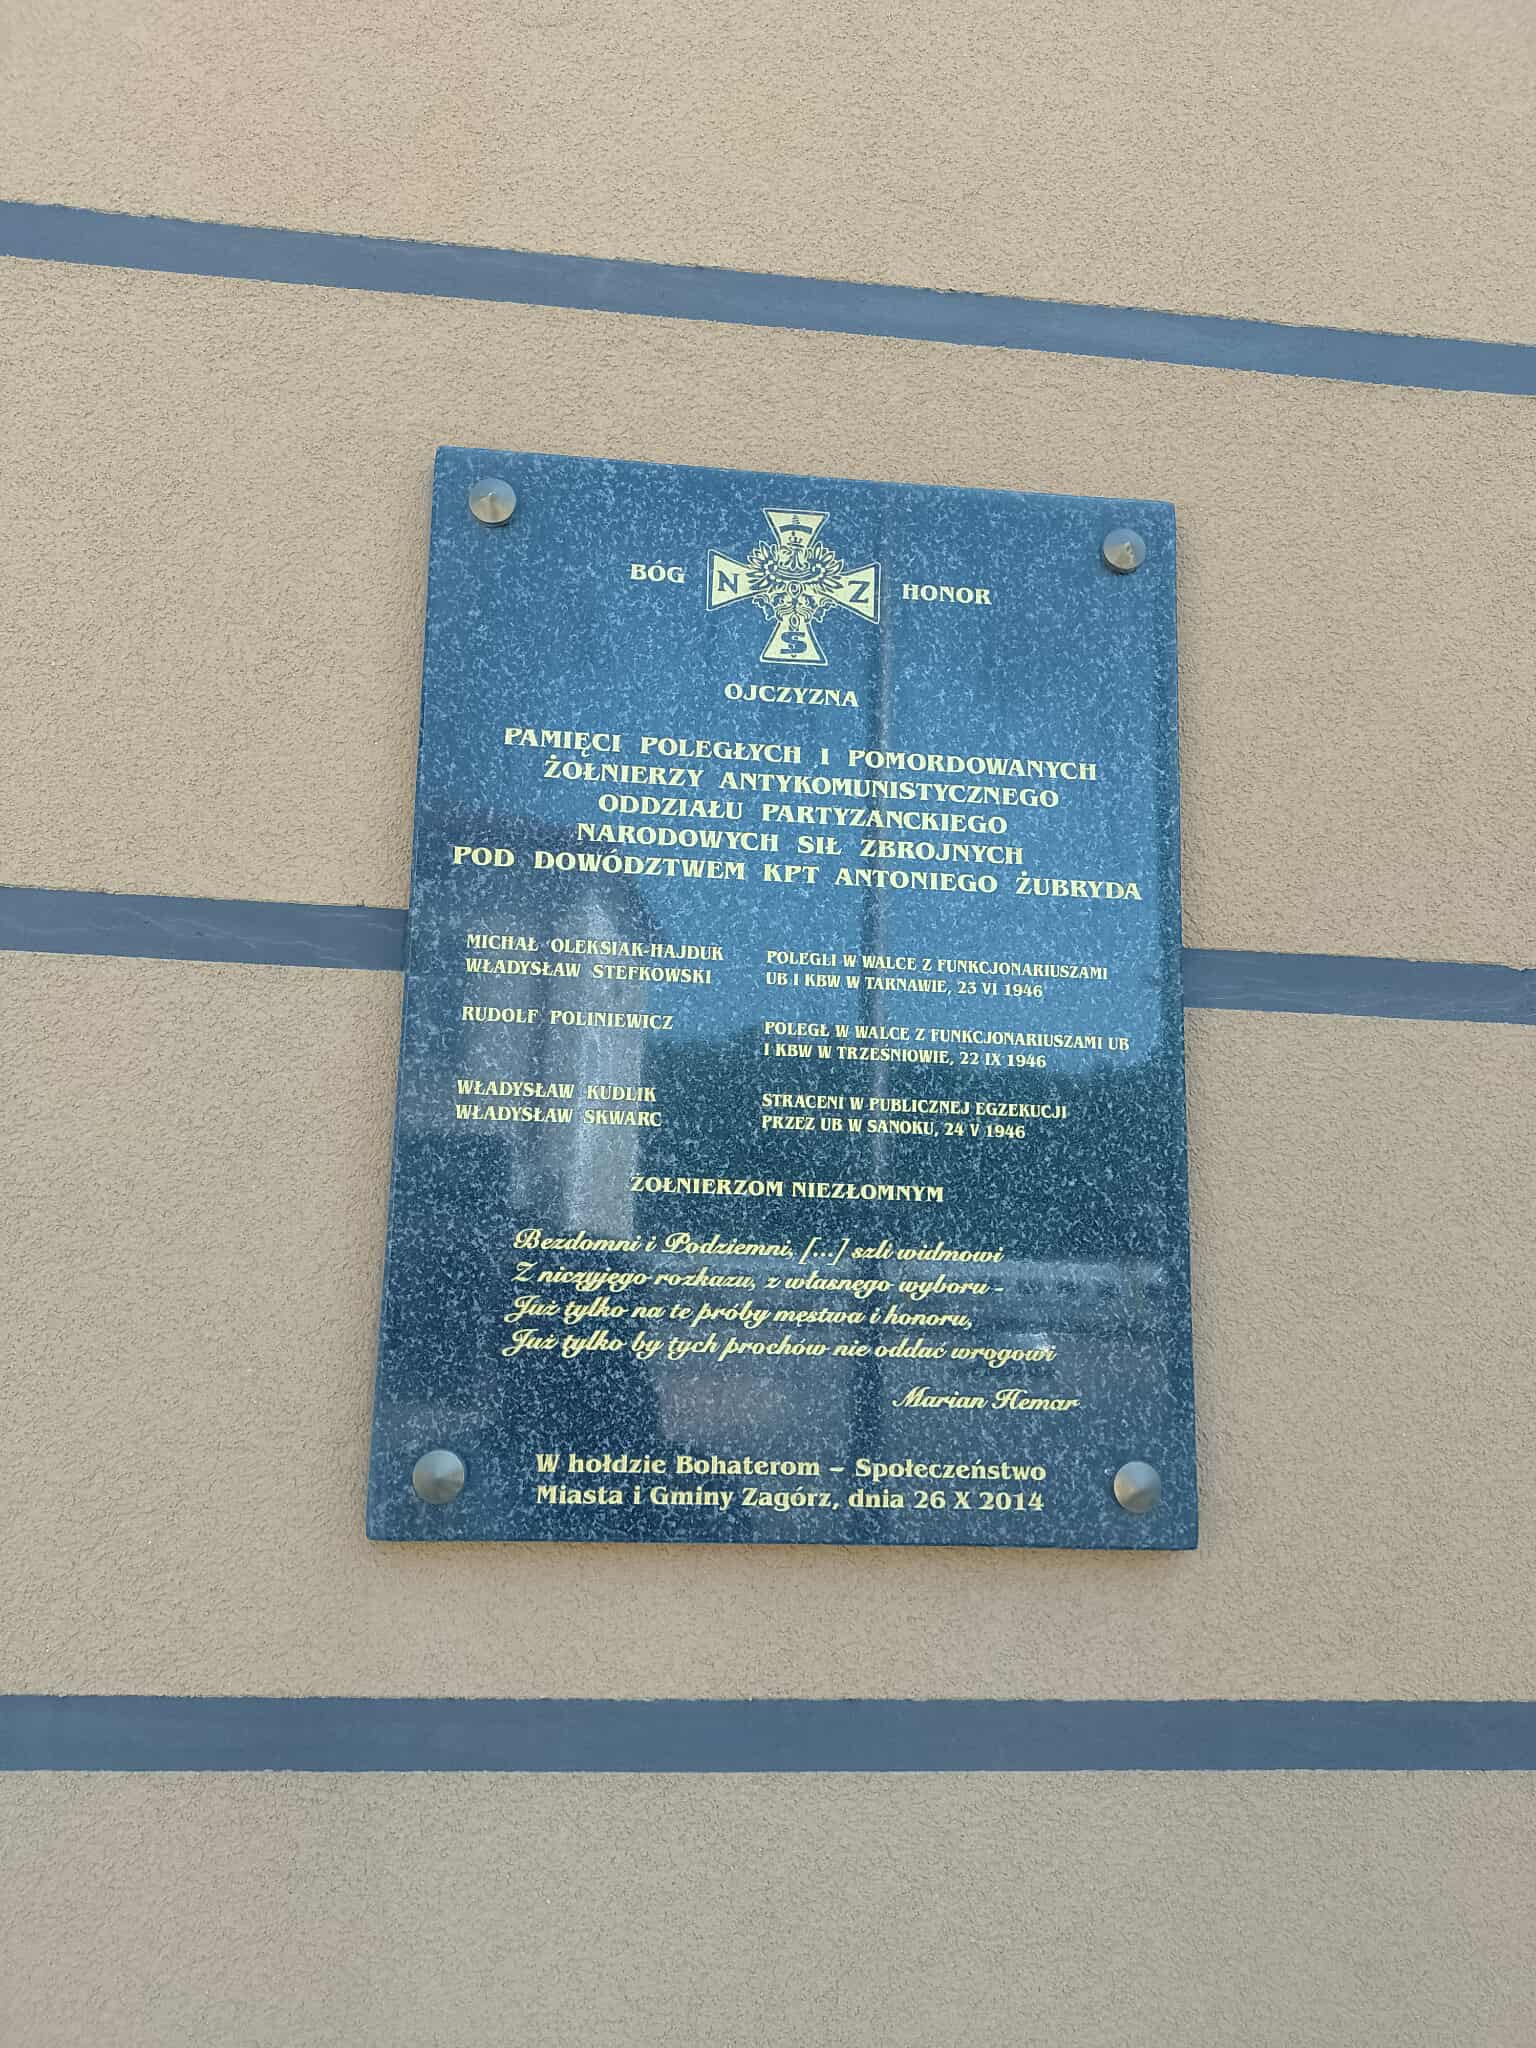 BÓG
N Z
HONOR
S
OJCZYZNA
PAMIĘCI POLEGŁYCH I POMORDOWANYCH
ŻOŁNIERZY ANTYKOMUNISTYCZNEGO
ODDZIAŁU PARTYZANCKIEGO
NARODOWYCH SIŁ ZBROJNYCH
POD DOWÓDZTWEM KPT ANTONIEGO ŻUBRYDA
MICHAŁ OLEKSIAK-HAJDUK
WŁADYSŁAW STEFKOWSKI
POLEGLI W WALCE Z FUNKCJONARIUSZAMI
UB I KBW W TARNAWIE, 23 VI 1946
RUDOLF POLINIEWICZ
POLEGŁ W WALCE Z FUNKCJONARIUSZAMI UB
I KBW W TRZEŚNIOWIE, 22 IX 1946
WŁADYSŁAW KUDLIK
WŁADYSŁAW SKWARC
STRACENI W PUBLICZNEJ EGZEKUCJI
PRZEZ UB W SANOKU, 24 V 1946
ŻOŁNIERZOM NIEZŁOMNYM
Bezdomni i Podziemni, [...] szli widmowi
Z niczyjego rozkazu, z własnego wyboru -
Już tylko na te próby męstwa i honoru,
Już tylko by tych prochów nie oddać wrogowi
Marian Hemar
W hołdzie Bohaterom – Społeczeństwo
Miasta i Gminy Zagórz, dnia 26 X 2014